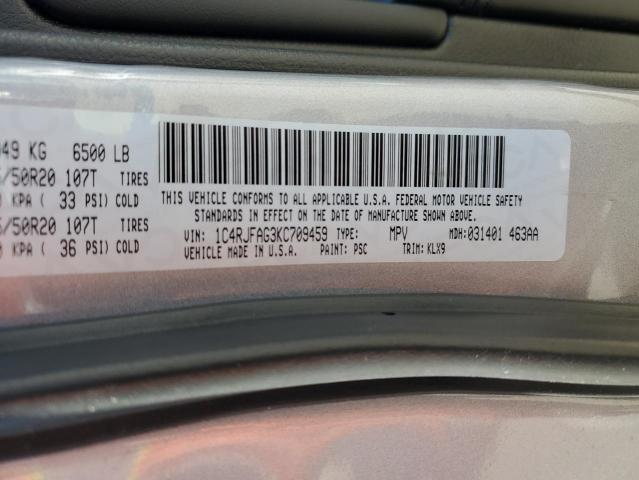 49 KG 6500 LB
/50R20 107T TIRES
KPA ( 33 PSI) COLD
/50R20 107T TIRES
KPA ( 36 PSI) COLD
THIS VEHICLE CONFORMS TO ALL APPLICABLE U.S.A. FEDERAL MOTOR VEHICLE SAFETY
STANDARDS IN EFFECT ON THE DATE OF MANUFACTURE SHOWN ABOVE.
VIN: 1C4RJFAG3KC709459 TYPE: MPV MDH:031401 463AA
VEHICLE MADE IN U.S.A. PAINT: PSC TRIM: KLX9